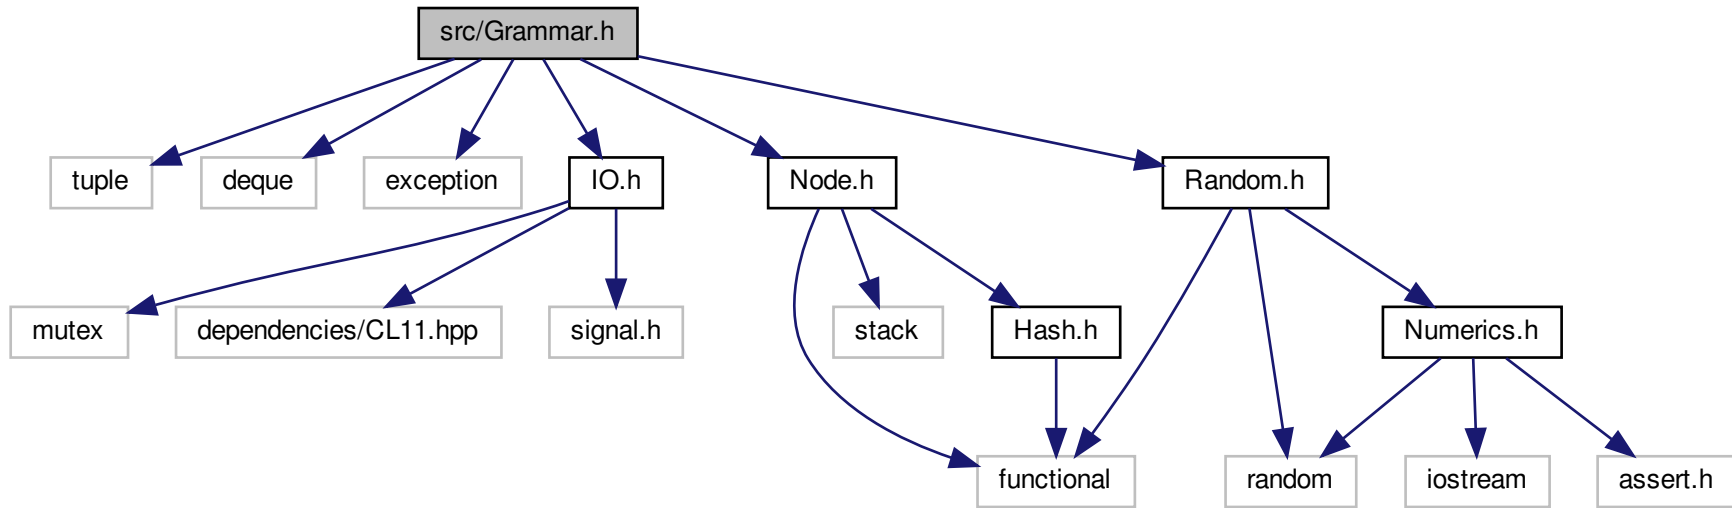 src/Grammar.h
tuple
deque
exception
IO.h
Node.h
Random.h
mutex
dependencies/CL11.hpp
signal.h
stack
Hash.h
Numerics.h
functional
random
iostream
assert.h